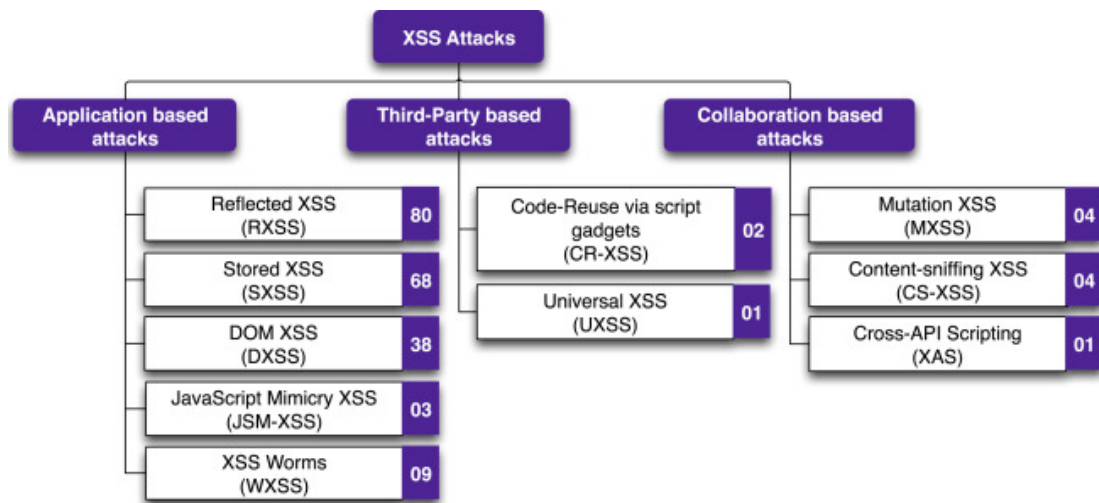 XSS Attacks
Application based
attacks
Third-Party based
attacks
Collaboration based
attacks
Reflected XSS
(RXSS)
80
Stored XSS
(SXSS)
68
DOM XSS
(DXSS)
38
JavaScript Mimicry XSS
(JSM-XSS)
03
XSS Worms
(WXSS)
09
Code-Reuse via script
gadgets
(CR-XSS)
02
Universal XSS
(UXSS)
01
Mutation XSS
(MXSS)
04
Content-sniffing XSS
(CS-XSS)
04
Cross-API Scripting
(XAS)
01